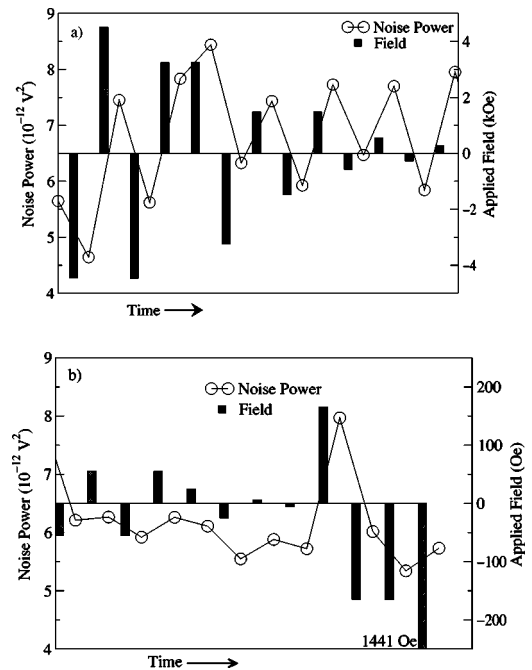 9
8
7
6
5
4
a)
Noise Power
Field
4
2
0
−2
−4
Noise Power (10⁻¹² V²)
Applied Field (kOe)
Time
b)
9
8
7
6
5
4
Noise Power
Field
200
100
0
-100
-200
Noise Power (10⁻¹² V²)
Applied Field (Oe)
1441 Oe
Time